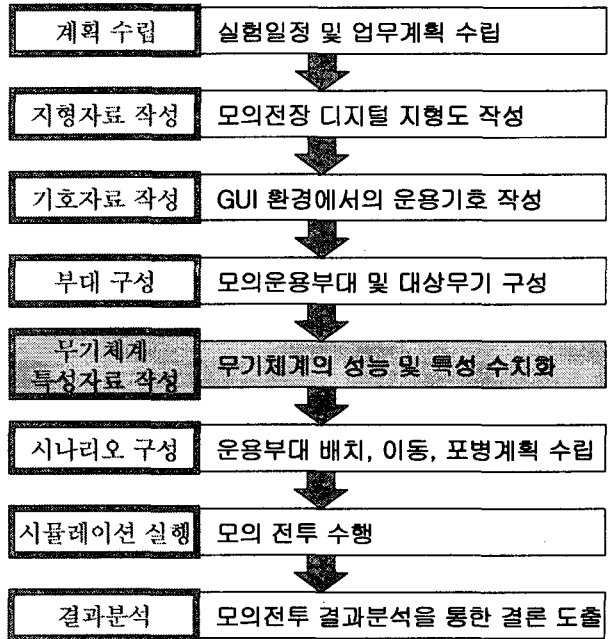 계획 수립 실험일정 및 업무계획 수립
지형자료 작성 모의전장 디지털 지형도 작성
기호자료 작성 GUI 환경에서의 운용기호 작성
부대 구성 모의운용부대 및 대상무기 구성
무기체계
특성자료 작성 무기체계의 성능 및 특성 수치화
시나리오 구성 운용부대 배치, 이동, 포병계획 수립
시뮬레이션 실행 모의 전투 수행
결과분석 모의전투 결과분석을 통한 결론 도출